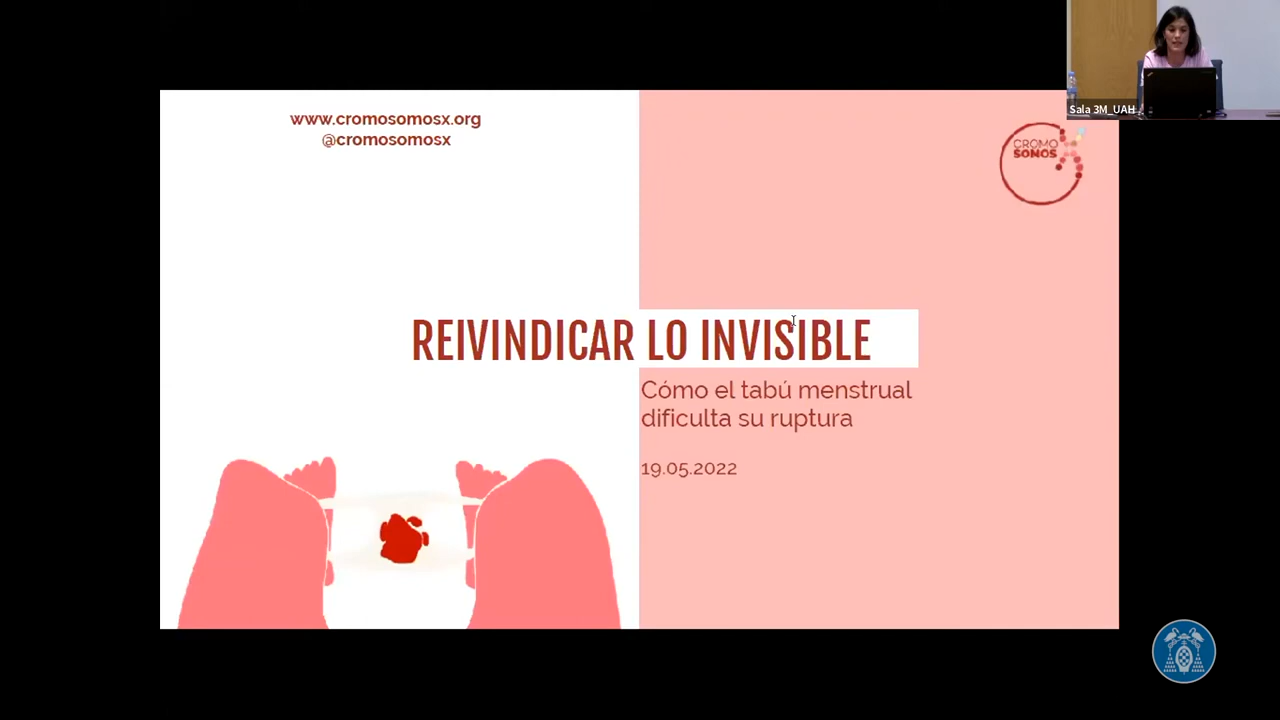 www.cromosomosx.org
@cromosomosx
CROMO
SOMOS
Sala 3M_UAH
REIVINDICAR LO INVISIBLE
Cómo el tabú menstrual
dificulta su ruptura
19.05.2022